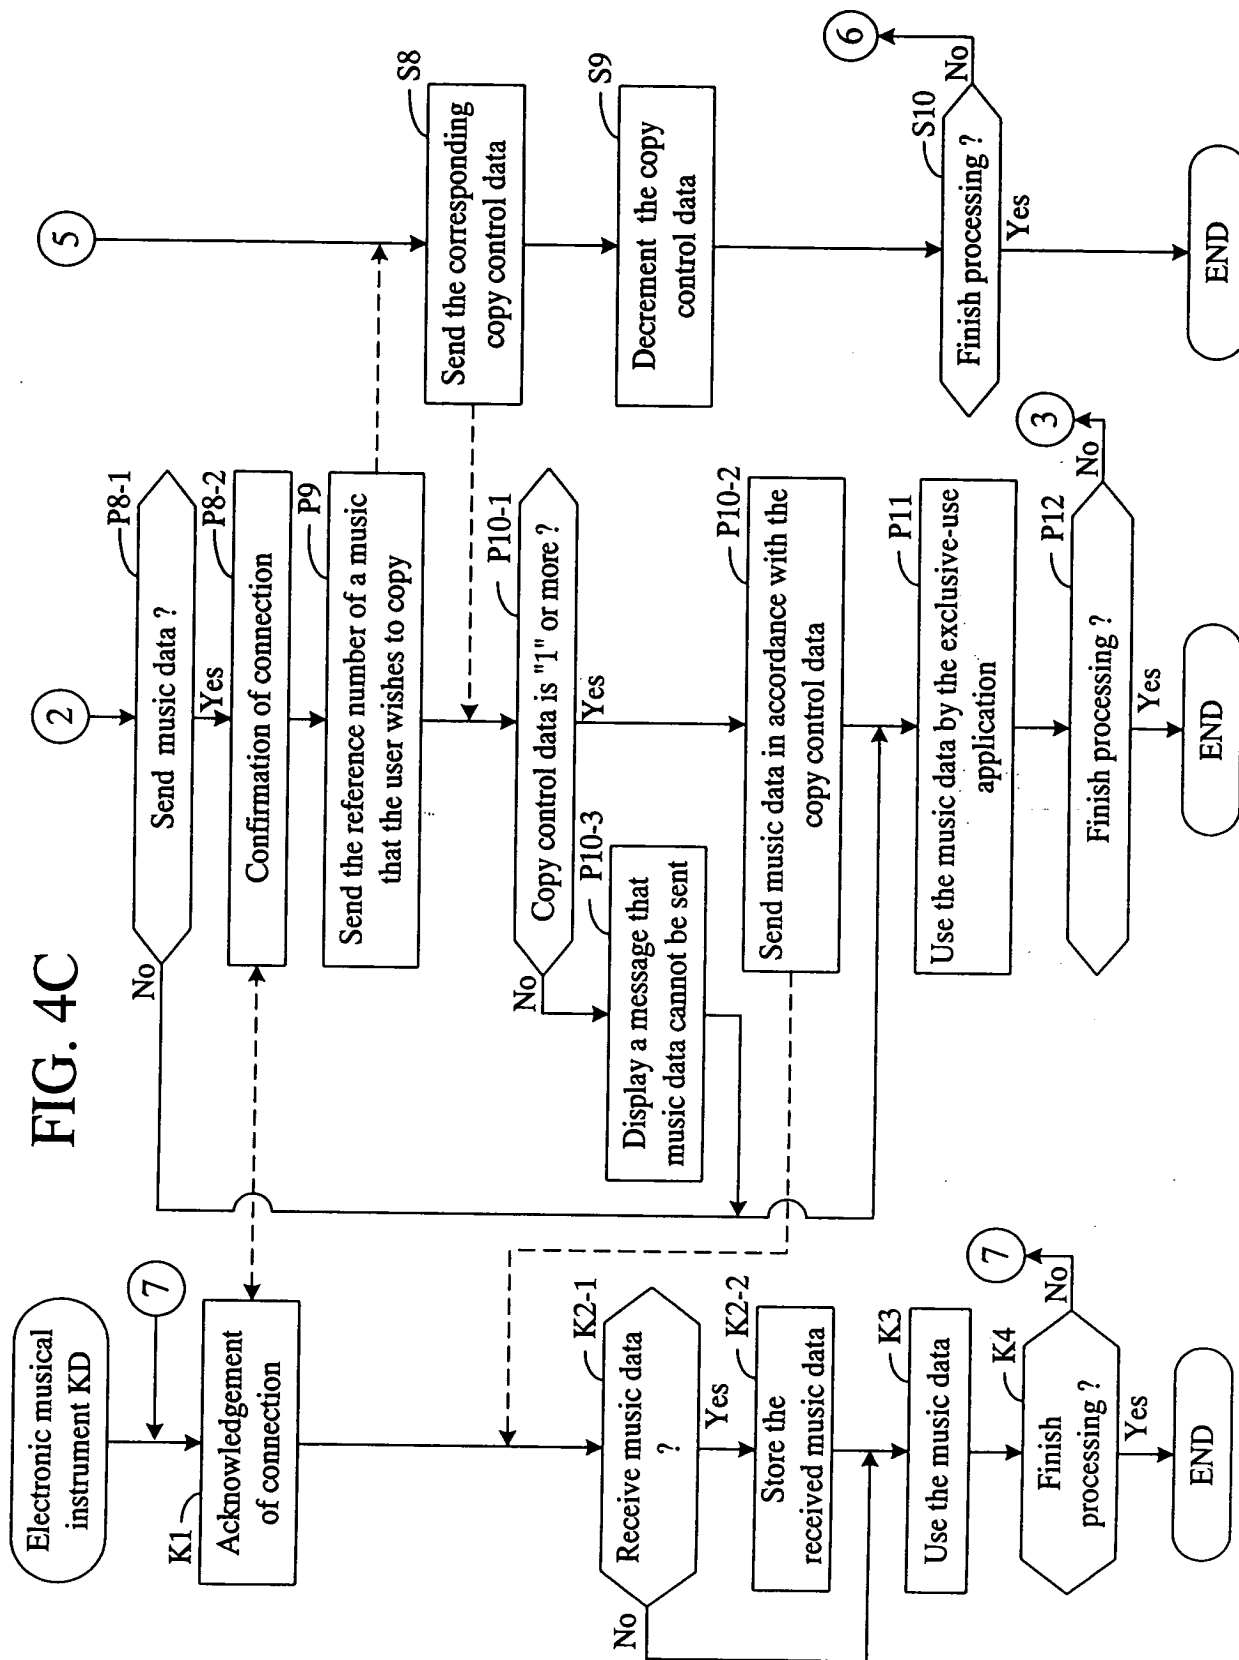 FIG. 4C
Electronic musical
instrument KD
7
K1
Acknowledgement
of connection
K2-1
Receive music data
?
No
Yes
K2-2
Store the
received music data
K3
Use the music data
K4
Finish
processing ?
No
7
Yes
END
2
P8-1
Send music data ?
No
Yes
P8-2
Confirmation of connection
P9
Send the reference number of a music
that the user wishes to copy
P10-1
Copy control data is "1" or more ?
No
Yes
P10-3
Display a message that
music data cannot be sent
P10-2
Send music data in accordance with the
copy control data
P11
Use the music data by the exclusive-use
application
P12
Finish processing ?
No
3
Yes
END
5
S8
Send the corresponding
copy control data
S9
Decrement the copy
control data
S10
Finish processing ?
No
6
Yes
END